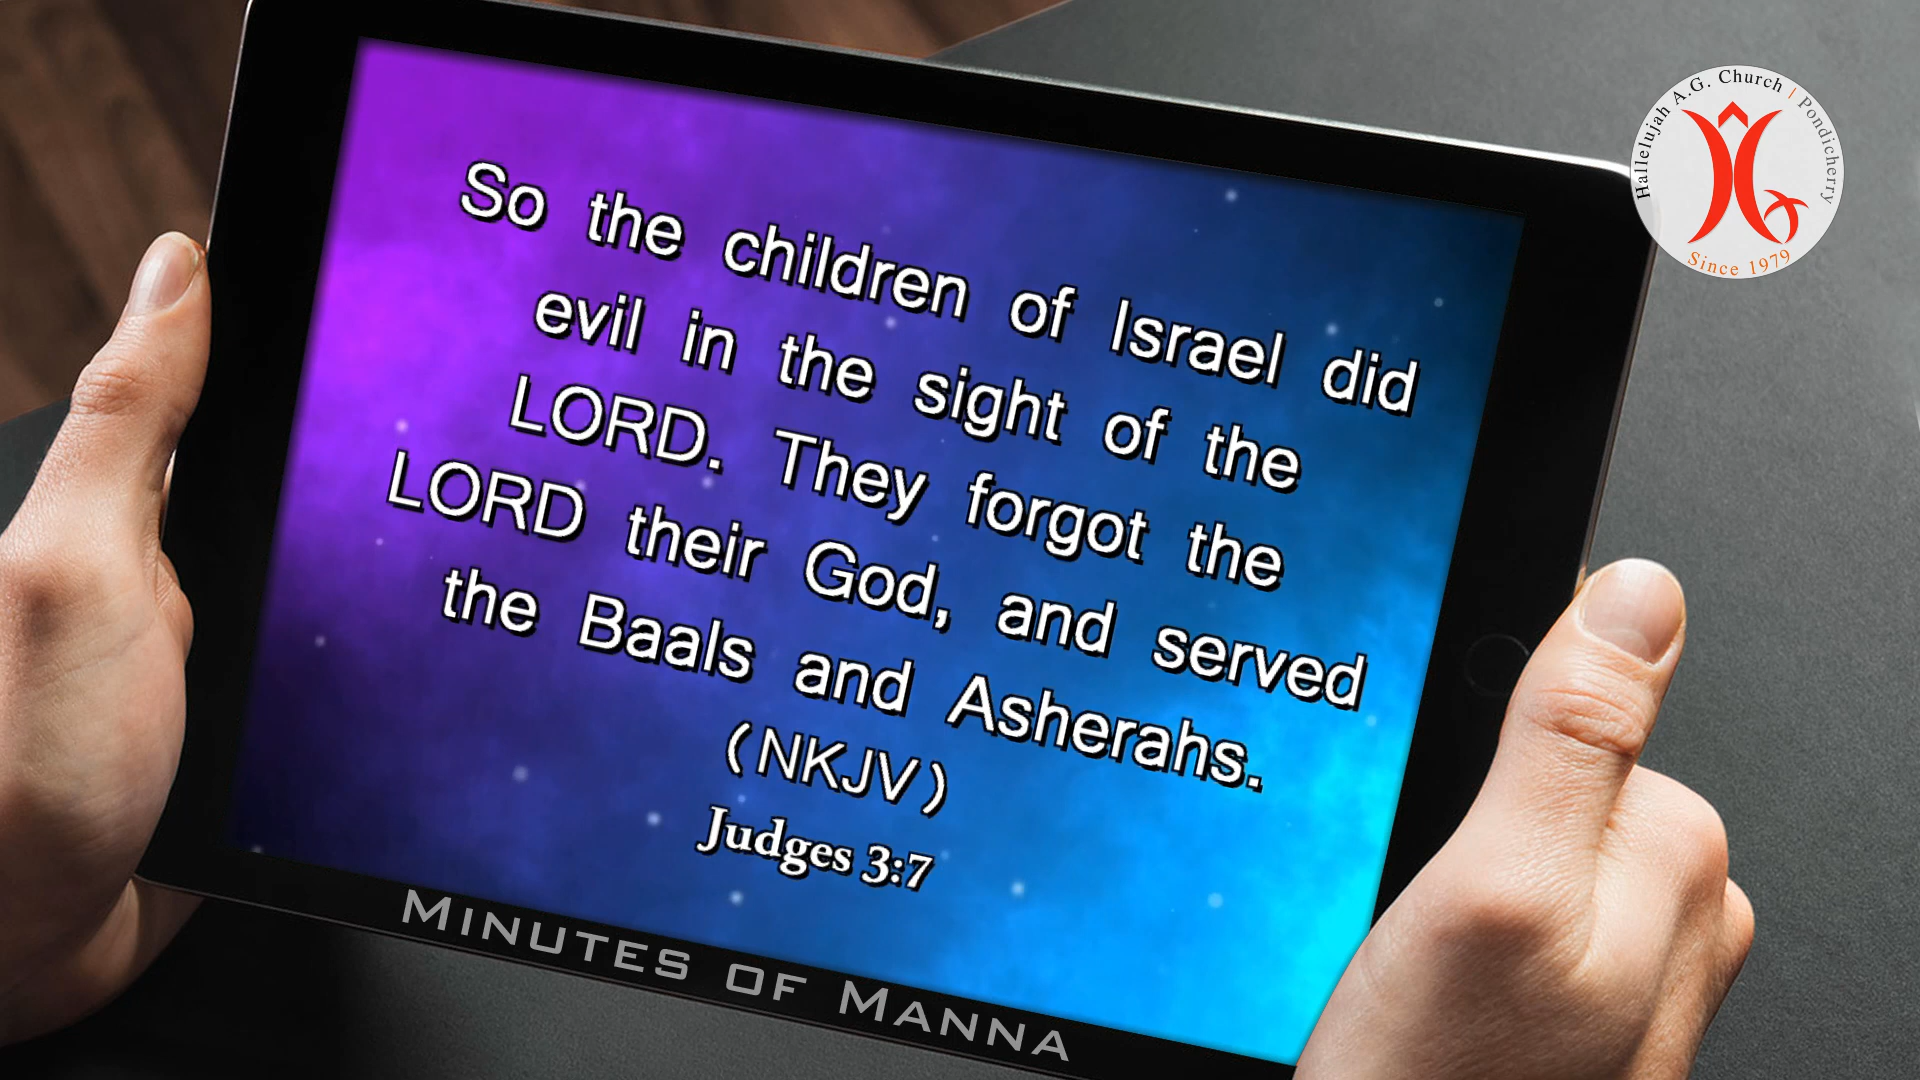 So the children of Israel did
evil in the sight of the
LORD. They forgot the
LORD their God, and served
the Baals and Asherahs.
(NKJV)
Judges 3:7
MINUTES OF MANNA
Hallelujah A.G. Church | Pondicherry
Since 1979